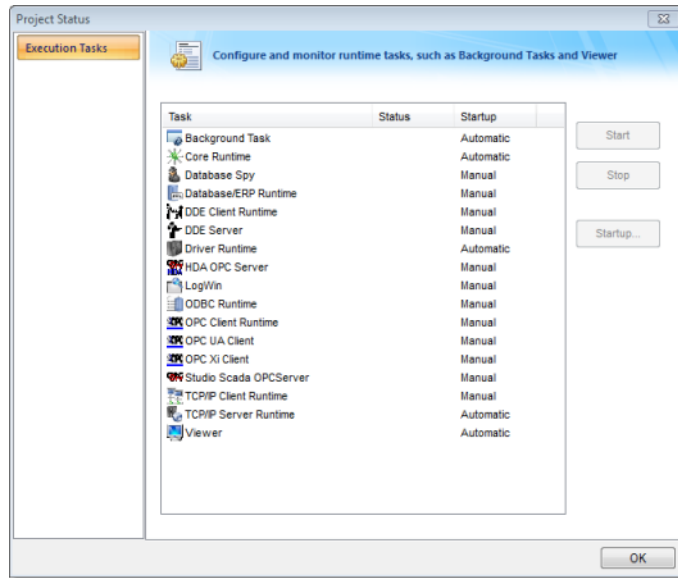 Project Status
Execution Tasks
Configure and monitor runtime tasks, such as Background Tasks and Viewer
Task Status Startup
Background Task Automatic
Core Runtime Automatic
Database Spy Manual
Database/ERP Runtime Manual
DDE Client Runtime Manual
DDE Server Manual
Driver Runtime Automatic
HDA OPC Server Manual
LogWin Manual
ODBC Runtime Manual
OPC Client Runtime Manual
OPC UA Client Manual
OPC Xi Client Manual
Studio Scada OPCServer Manual
TCP/IP Client Runtime Manual
TCP/IP Server Runtime Automatic
Viewer Automatic
Start
Stop
Startup...
OK